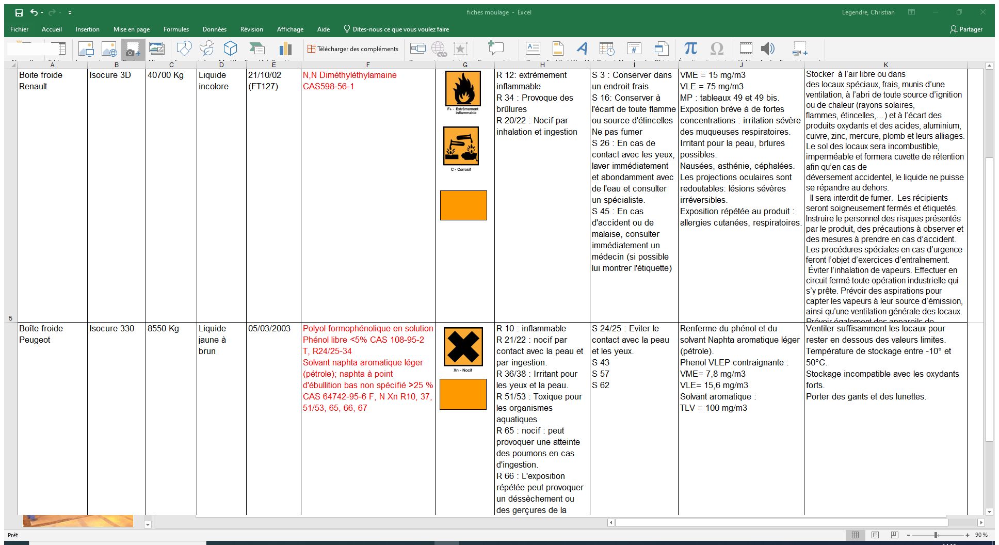 fiches moulage - Excel
Legendre, Christian
Fichier
Accueil
Insertion
Mise en page
Formules
Données
Révision
Affichage
Aide
Dites-nous ce que vous voulez faire
Partager
Télécharger des compléments
A
B
C
D
E
F
G
H
I
J
K
Boite froide
Renault
Isocure 3D
40700 Kg
Liquide
incolore
21/10/02
(FT127)
N,N Diméthyléthylamaine
CAS598-56-1
F+ - Extrêmement
inflammable
C - Corrosif
R 12: extrèmement
inflammable
R 34 : Provoque des
brûlures
R 20/22 : Nocif par
inhalation et ingestion
S 3 : Conserver dans
un endroit frais
S 16: Conserver à
l'écart de toute flamme
ou source d'étincelles
Ne pas fumer
S 26 : En cas de
contact avec les yeux,
laver immédiatement
et abondamment avec
de l'eau et consulter
un spécialiste.
S 45 : En cas
d'accident ou de
malaise, consulter
immédiatement un
médecin (si possible
lui montrer l'étiquette)
VME = 15 mg/m3
VLE = 75 mg/m3
MP : tableaux 49 et 49 bis.
Exposition brève à de fortes
concentrations : irritation sévère
des muqueuses respiratoires.
Irritant pour la peau, brlures
possibles.
Nausées, asthénie, céphalées.
Les projections oculaires sont
redoutables: lésions sévères
irréversibles.
Exposition répétée au produit :
allergies cutanées, respiratoires.
Stocker à l’air libre ou dans
des locaux spéciaux, frais, munis d’une
ventilation, à l’abri de toute source d’ignition
ou de chaleur (rayons solaires,
flammes, étincelles,...) et à l’écart des
produits oxydants et des acides, aluminium,
cuivre, zinc, mercure, plomb et leurs alliages.
Le sol des locaux sera incombustible,
imperméable et formera cuvette de rétention
afin qu’en cas de
déversement accidentel, le liquide ne puisse
se répandre au dehors.
Il sera interdit de fumer. Les récipients
seront soigneusement fermés et étiquetés.
Instruire le personnel des risques présentés
par le produit, des précautions à observer et
des mesures à prendre en cas d’accident.
Les procédures spéciales en cas d’urgence
feront l’objet d’exercices d’entraînement.
Éviter l’inhalation de vapeurs. Effectuer en
circuit fermé toute opération industrielle qui
s’y prête. Prévoir des aspirations pour
capter les vapeurs à leur source d’émission,
ainsi qu’une ventilation générale des locaux.
Prévoir également des appareils de
5
Boîte froide
Peugeot
Isocure 330
8550 Kg
Liquide
jaune à
brun
05/03/2003
Polyol formophénolique en solution
Phénol libre <5% CAS 108-95-2
T, R24/25-34
Solvant naphta aromatique léger
(pétrole); naphta à point
d'ébullition bas non spécifié >25 %
CAS 64742-95-6 F, N Xn R10, 37,
51/53, 65, 66, 67
Xn - Nocif
R 10 : inflammable
R 21/22 : nocif par
contact avec la peau et
par ingestion.
R 36/38 : Irritant pour
les yeux et la peau.
R 51/53 : Toxique pour
les organismes
aquatiques
R 65 : nocif : peut
provoquer une atteinte
des poumons en cas
d'ingestion.
R 66 : L'exposition
répétée peut provoquer
un déssèchement ou
des gerçures de la
S 24/25 : Eviter le
contact avec la peau
et les yeux.
S 43
S 57
S 62
Renferme du phénol et du
solvant Naphta aromatique léger
(pétrole).
Phenol VLEP contraignante :
VME= 7,8 mg/m3
VLE= 15,6 mg/m3
Solvant aromatique :
TLV = 100 mg/m3
Ventiler suffisamment les locaux pour
rester en dessous des valeurs limites.
Température de stockage entre -10° et
50°C.
Stockage incompatible avec les oxydants
forts.
Porter des gants et des lunettes.
Prêt
90 %